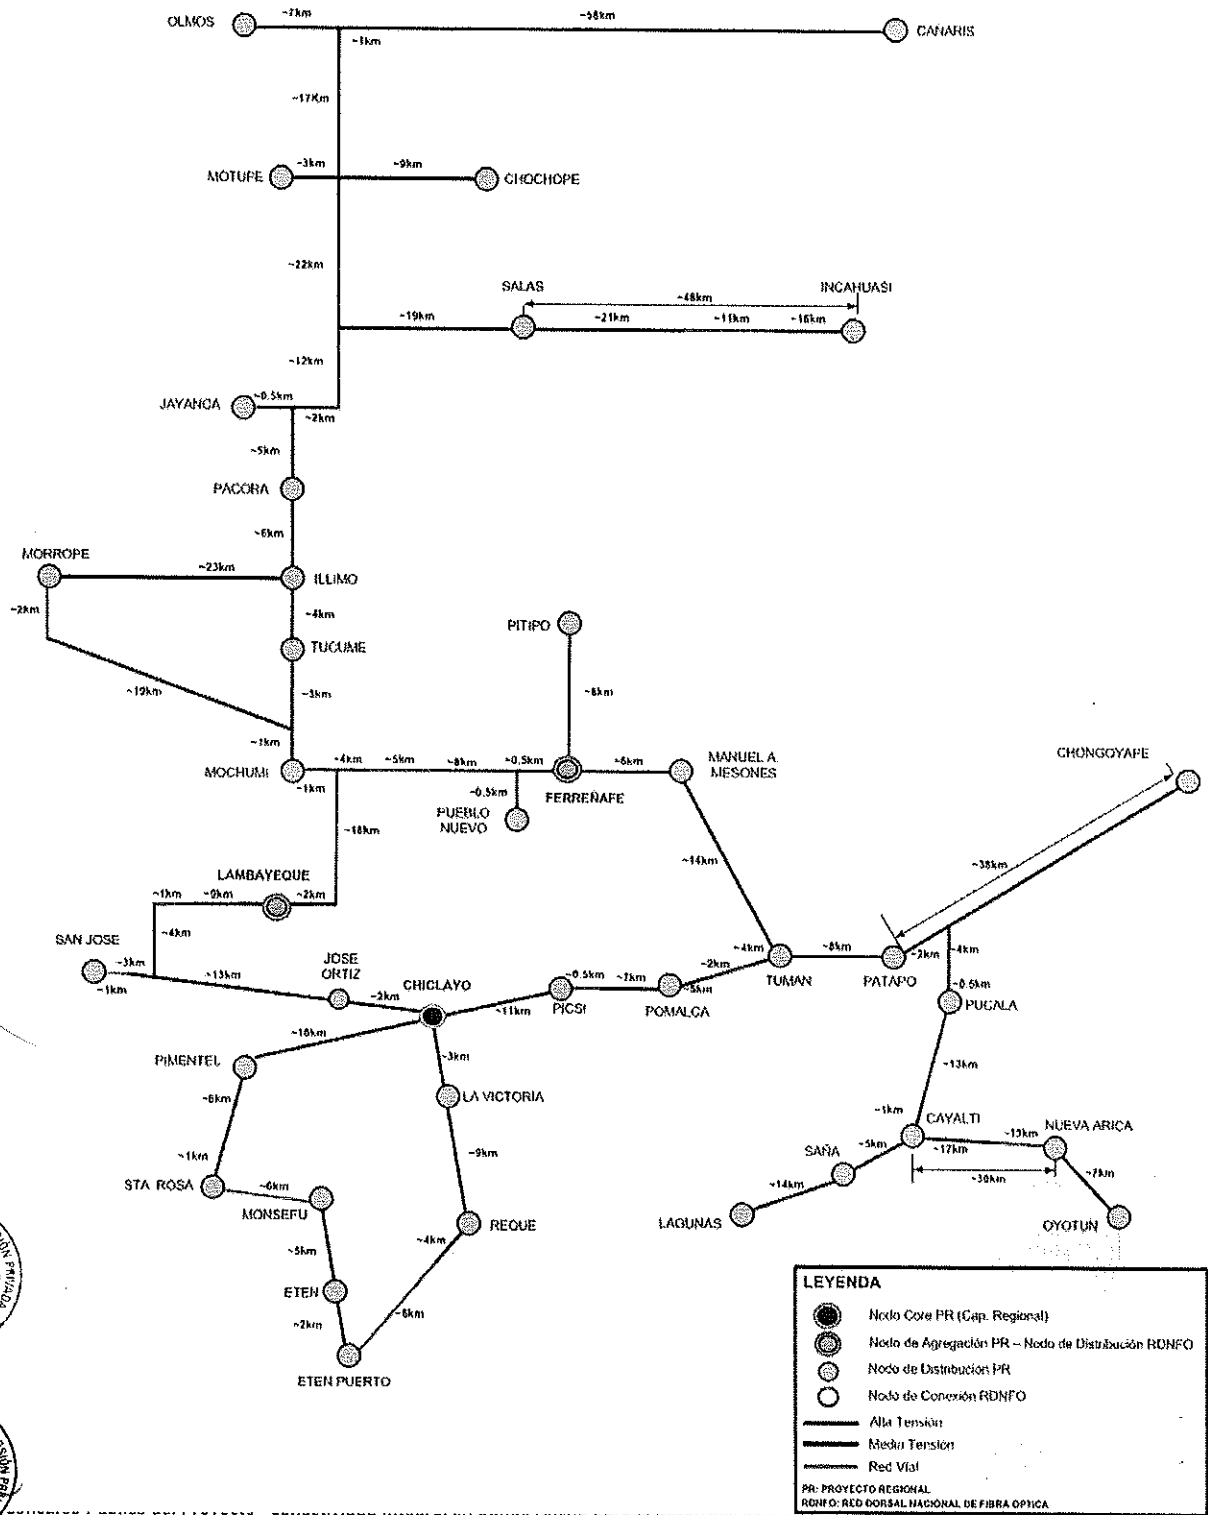 OLMOS
~7km
~58km
CAÑARIS
~1km
~17Km
MOTUPE
~3km
~9km
CHOCHOPE
~22km
SALAS
INCAHUASI
~48km
~19km
~21km
~11km
~16km
~12km
JAYANCA
~0.5km
~2km
~5km
PACORA
~6km
MORROPE
~23km
ILLIMO
~2km
~4km
TUCUME
PITIPO
~19km
~3km
~8km
~1km
MOCHUMI
~4km
~5km
~8km
~0.5km
~6km
MANUEL A.
MESONES
CHONGOYAPE
~1km
FERREÑAFE
~0.5km
PUEBLO
NUEVO
~18km
~14km
~38km
LAMBAYEQUE
~1km
~9km
~2km
~4km
SAN JOSE
~3km
~1km
~13km
JOSE
ORTIZ
~2km
CHICLAYO
~11km
~0.5km
PICSI
~7km
POMALCA
~5km
~2km
~4km
TUMAN
~8km
PATAPO
~2km
~4km
~0.5km
PUCALA
~10km
PIMENTEL
~3km
LA VICTORIA
~13km
~6km
~1km
CAYALTI
NUEVA ARICA
~13km
~17km
~5km
SAÑA
~30km
~7km
~9km
~1km
STA. ROSA
~6km
MONSEFU
~14km
LAGUNAS
OYOTUN
REQUE
~4km
~5km
ETEN
~2km
~6km
ETEN PUERTO
LEYENDA
Nodo Core PR (Cap. Regional)
Nodo de Agregación PR – Nodo de Distribución RDNFO
Nodo de Distribución PR
Nodo de Conexión RDNFO
Alta Tensión
Media Tensión
Red Vial
PR: PROYECTO REGIONAL
RDNFO: RED DORSAL NACIONAL DE FIBRA OPTICA